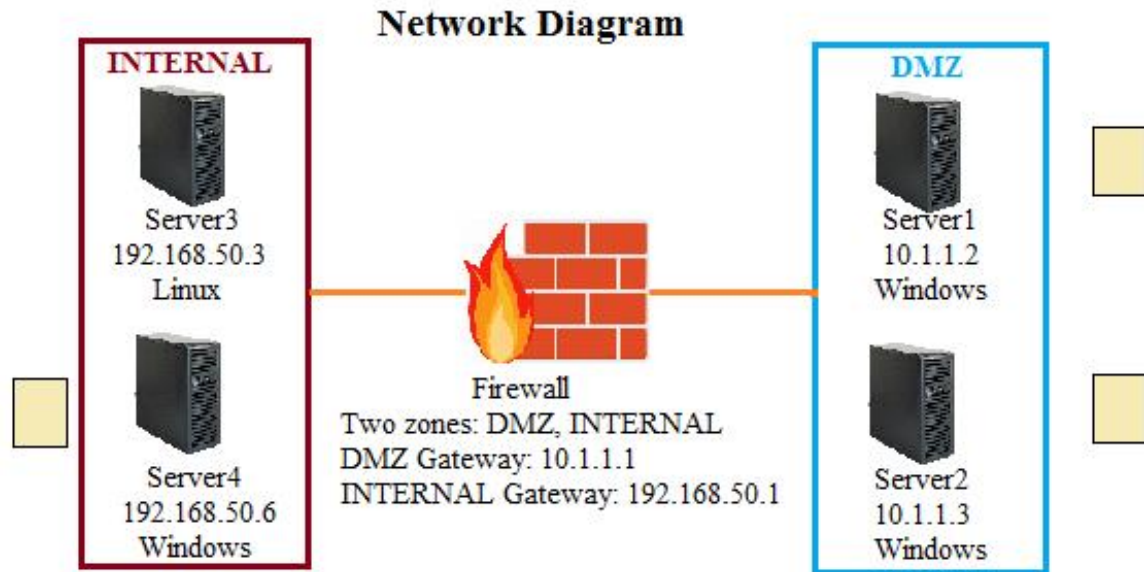 Network Diagram
INTERNAL
Server3
192.168.50.3
Linux
Server4
192.168.50.6
Windows
Firewall
Two zones: DMZ, INTERNAL
DMZ Gateway: 10.1.1.1
INTERNAL Gateway: 192.168.50.1
DMZ
Server1
10.1.1.2
Windows
Server2
10.1.1.3
Windows